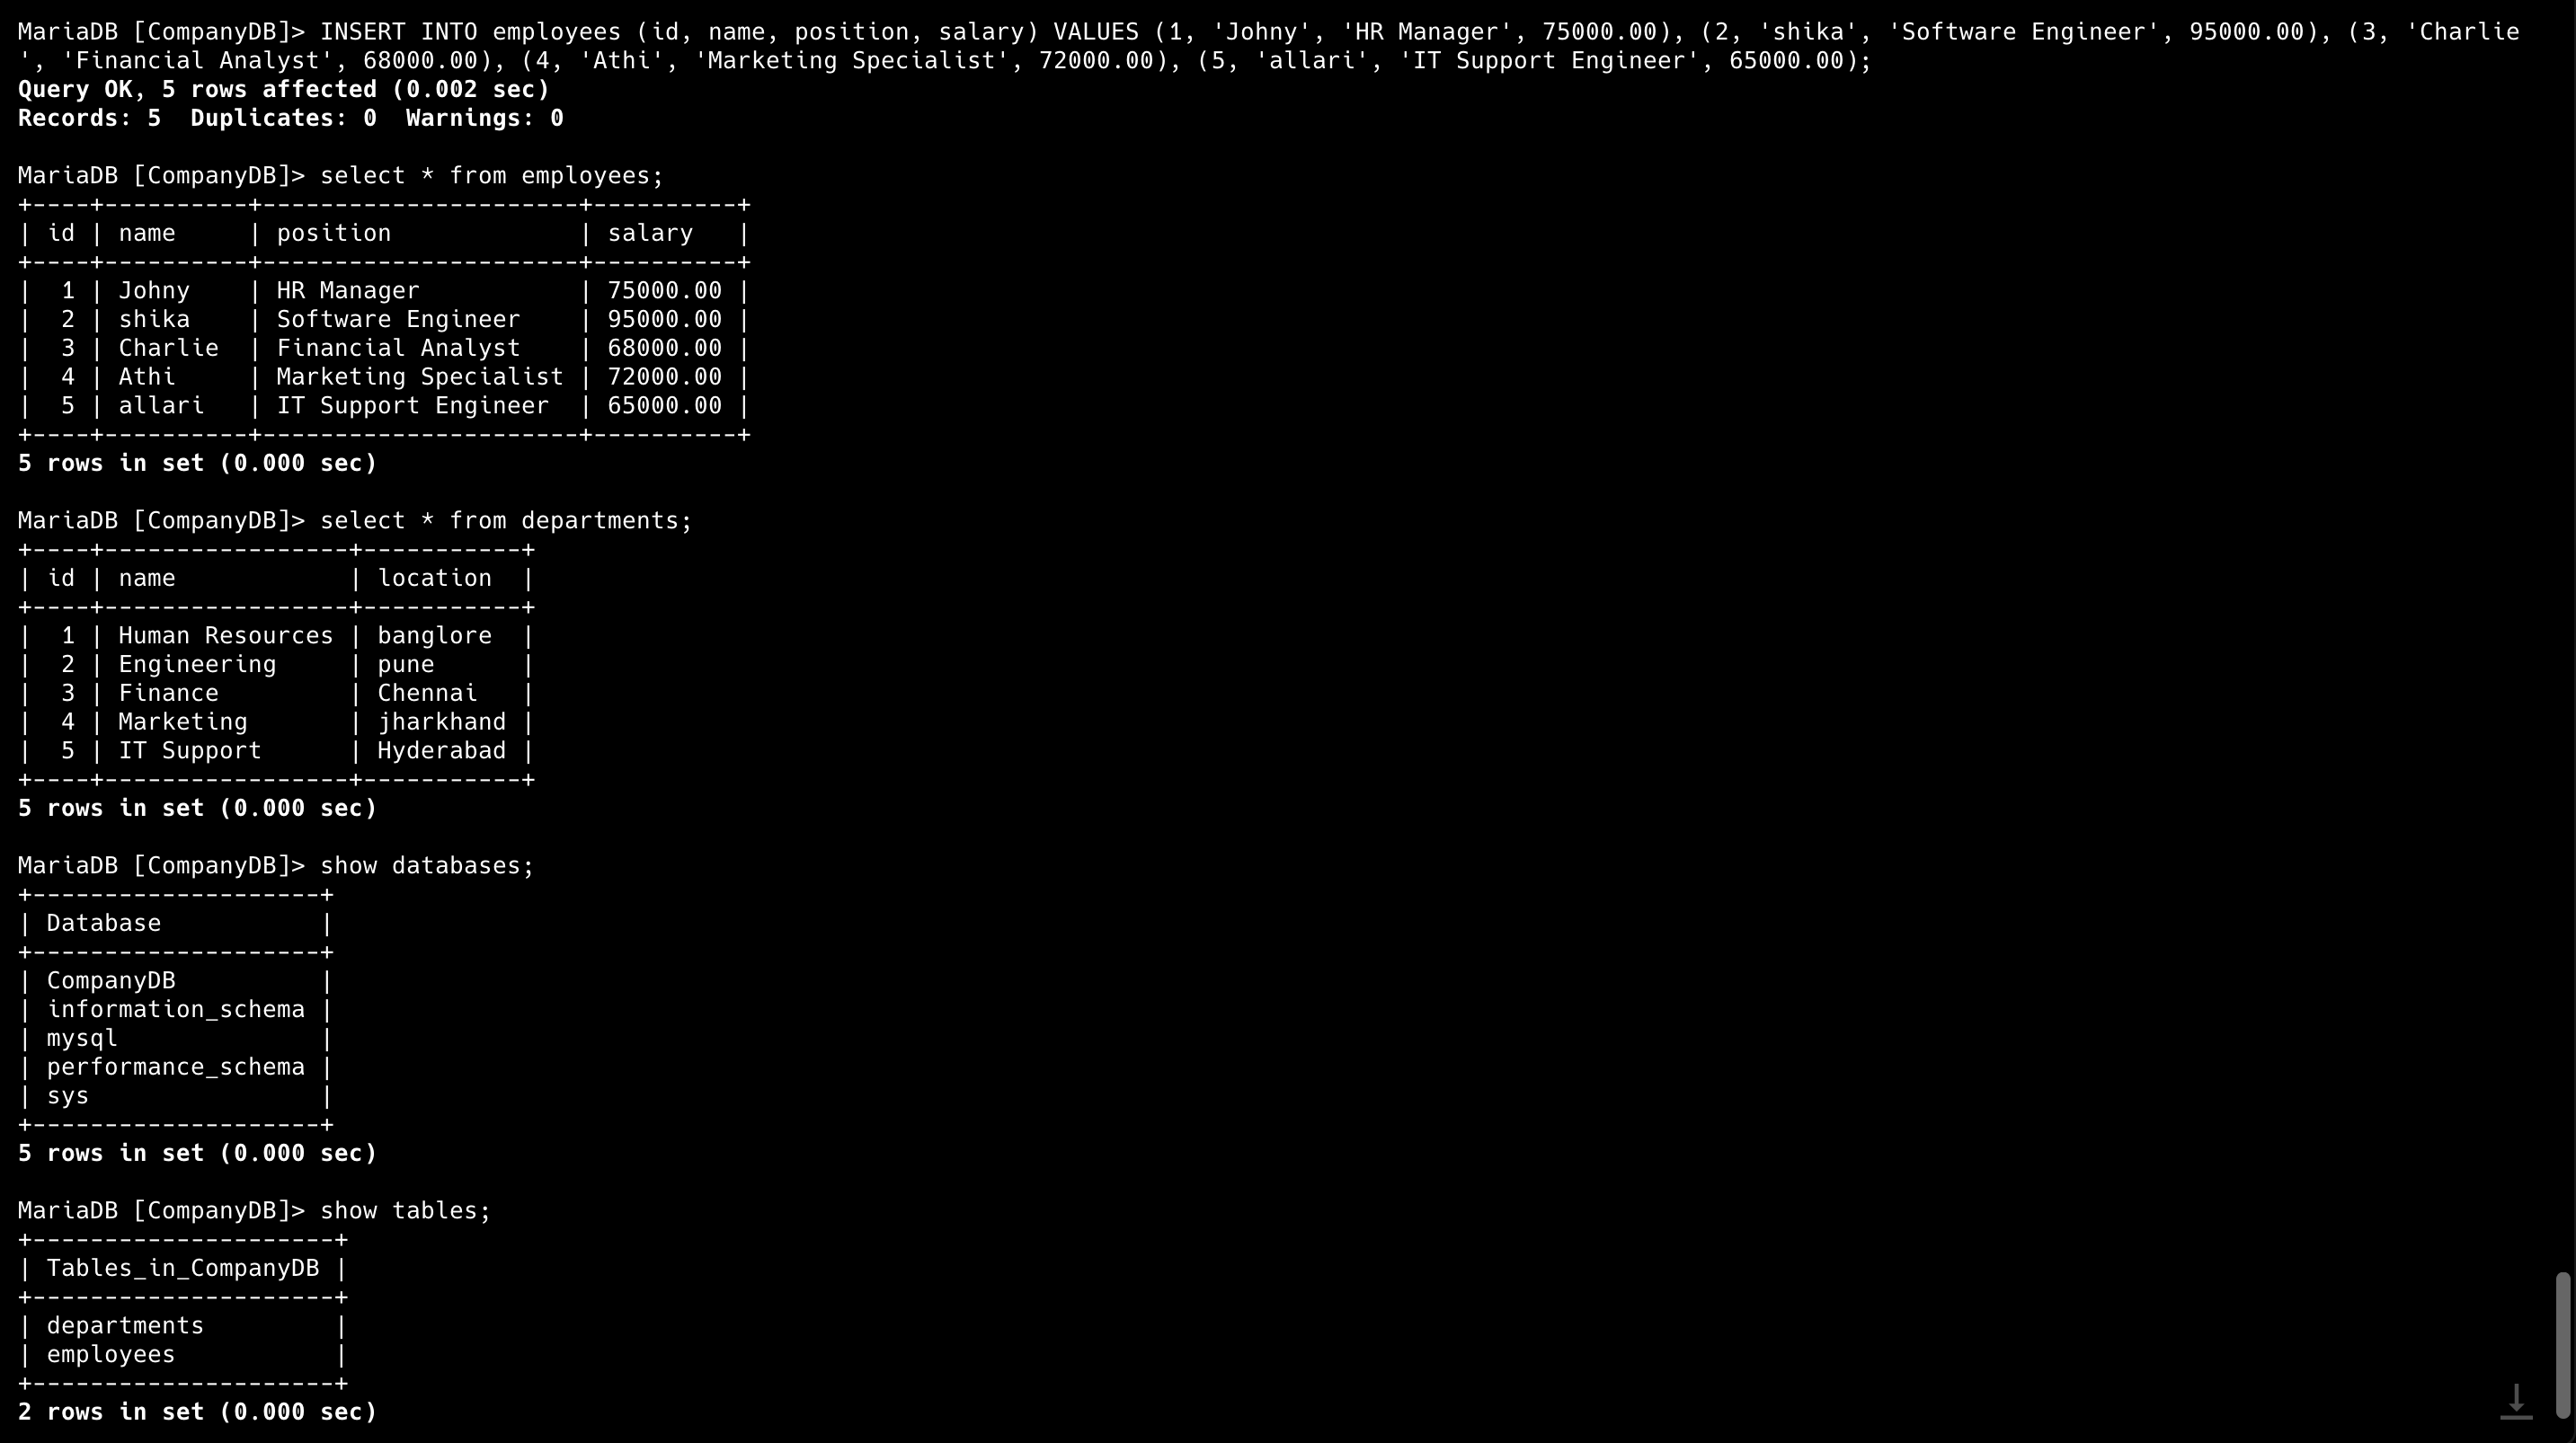 MariaDB [CompanyDB]> INSERT INTO employees (id, name, position, salary) VALUES (1, 'Johny', 'HR Manager', 75000.00), (2, 'shika', 'Software Engineer', 95000.00), (3, 'Charlie
', 'Financial Analyst', 68000.00), (4, 'Athi', 'Marketing Specialist', 72000.00), (5, 'allari', 'IT Support Engineer', 65000.00);
Query OK, 5 rows affected (0.002 sec)
Records: 5  Duplicates: 0  Warnings: 0

MariaDB [CompanyDB]> select * from employees;
+----+----------+----------------------+----------+
| id | name     | position             | salary   |
+----+----------+----------------------+----------+
|  1 | Johny    | HR Manager           | 75000.00 |
|  2 | shika    | Software Engineer    | 95000.00 |
|  3 | Charlie  | Financial Analyst    | 68000.00 |
|  4 | Athi     | Marketing Specialist | 72000.00 |
|  5 | allari   | IT Support Engineer  | 65000.00 |
+----+----------+----------------------+----------+
5 rows in set (0.000 sec)

MariaDB [CompanyDB]> select * from departments;
+----+-----------------+-----------+
| id | name            | location  |
+----+-----------------+-----------+
|  1 | Human Resources | banglore  |
|  2 | Engineering     | pune      |
|  3 | Finance         | Chennai   |
|  4 | Marketing       | jharkhand |
|  5 | IT Support      | Hyderabad |
+----+-----------------+-----------+
5 rows in set (0.000 sec)

MariaDB [CompanyDB]> show databases;
+--------------------+
| Database           |
+--------------------+
| CompanyDB          |
| information_schema |
| mysql              |
| performance_schema |
| sys                |
+--------------------+
5 rows in set (0.000 sec)

MariaDB [CompanyDB]> show tables;
+---------------------+
| Tables_in_CompanyDB |
+---------------------+
| departments         |
| employees           |
+---------------------+
2 rows in set (0.000 sec)